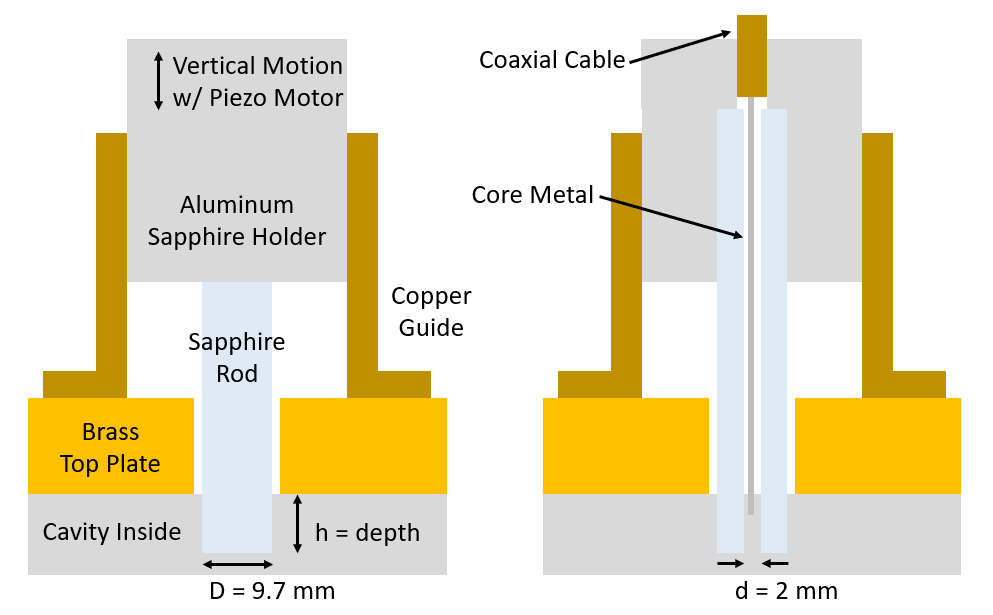 Vertical Motion
w/ Piezo Motor
Aluminum
Sapphire Holder
Copper
Guide
Sapphire
Rod
Brass
Top Plate
Cavity Inside
h = depth
D = 9.7 mm
Coaxial Cable
Core Metal
d = 2 mm